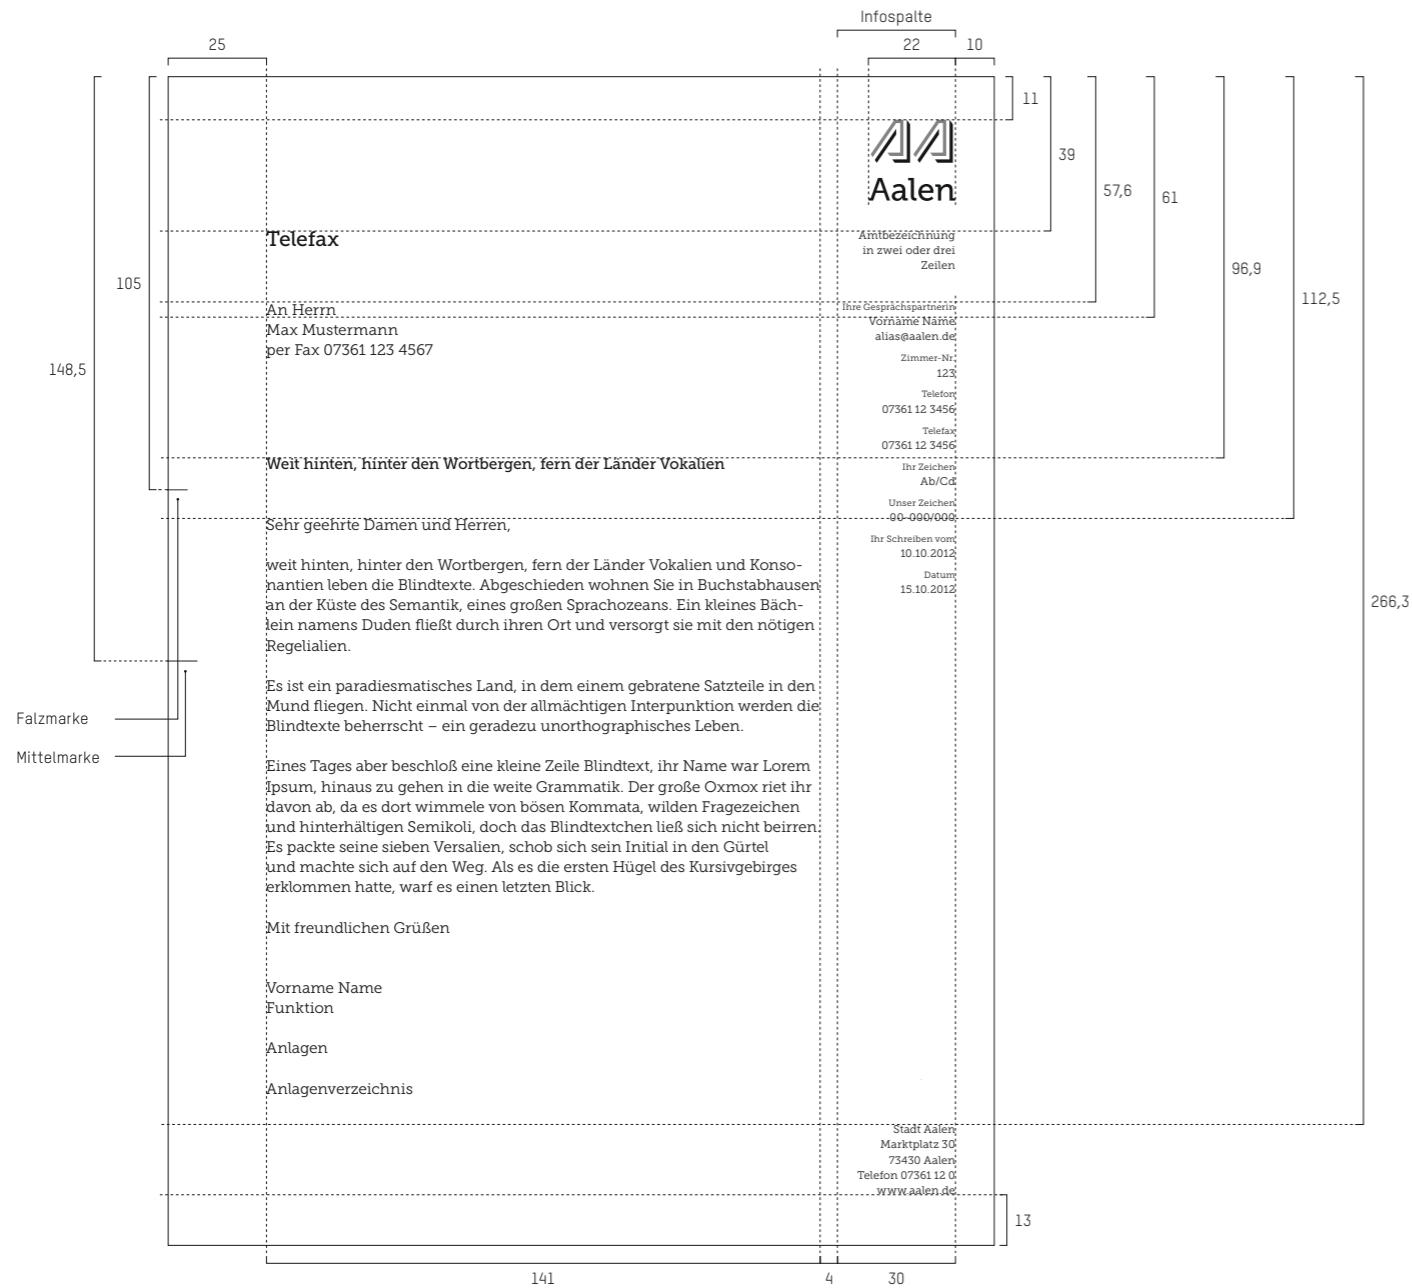 Infospalte
25
22
10
11
39
57,6
61
96,9
112,5
266,3
105
148,5
AA
Aalen
Telefax
Amtbezeichnung
in zwei oder drei
Zeilen
An Herrn
Max Mustermann
per Fax 07361 123 4567
Ihre Gesprächspartnerin
Vorname Name
alias@aalen.de
Zimmer-Nr.
123
Telefon
07361 12 3456
Telefax
07361 12 3456
Ihr Zeichen
Ab/Cd
Unser Zeichen
00-000/000
Ihr Schreiben vom
10.10.2012
Datum
15.10.2012
Weit hinten, hinter den Wortbergen, fern der Länder Vokalien
Sehr geehrte Damen und Herren,
weit hinten, hinter den Wortbergen, fern der Länder Vokalien und Konso-
nantien leben die Blindtexte. Abgeschieden wohnen Sie in Buchstabhausen
an der Küste des Semantik, eines großen Sprachozeans. Ein kleines Bäch-
lein namens Duden fließt durch ihren Ort und versorgt sie mit den nötigen
Regelialien.
Es ist ein paradiesmatisches Land, in dem einem gebratene Satzteile in den
Mund fliegen. Nicht einmal von der allmächtigen Interpunktion werden die
Blindtexte beherrscht – ein geradezu unorthographisches Leben.
Eines Tages aber beschloß eine kleine Zeile Blindtext, ihr Name war Lorem
Ipsum, hinaus zu gehen in die weite Grammatik. Der große Oxmox riet ihr
davon ab, da es dort wimmele von bösen Kommata, wilden Fragezeichen
und hinterhältigen Semikoli, doch das Blindtextchen ließ sich nicht beirren.
Es packte seine sieben Versalien, schob sich sein Initial in den Gürtel
und machte sich auf den Weg. Als es die ersten Hügel des Kursivgebirges
erklommen hatte, warf es einen letzten Blick.
Mit freundlichen Grüßen
Vorname Name
Funktion
Anlagen
Anlagenverzeichnis
Falzmarke
Mittelmarke
Stadt Aalen
Marktplatz 30
73430 Aalen
Telefon 07361 12 0
www.aalen.de
13
141
4
30